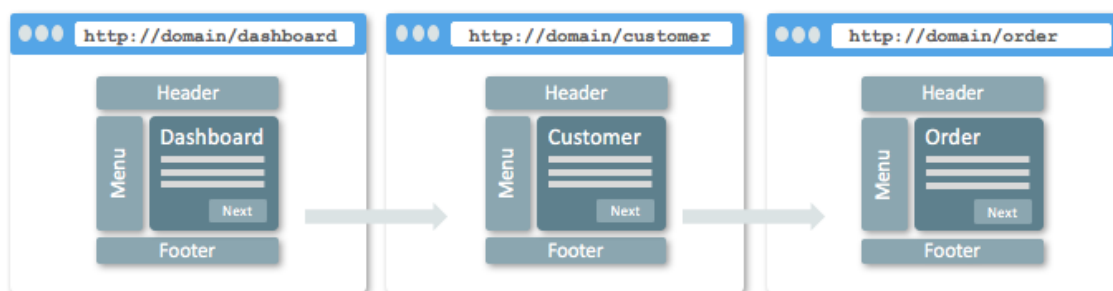 http://domain/dashboard
Header
Menu
Dashboard
Next
Footer
http://domain/customer
Header
Menu
Customer
Next
Footer
http://domain/order
Header
Menu
Order
Next
Footer